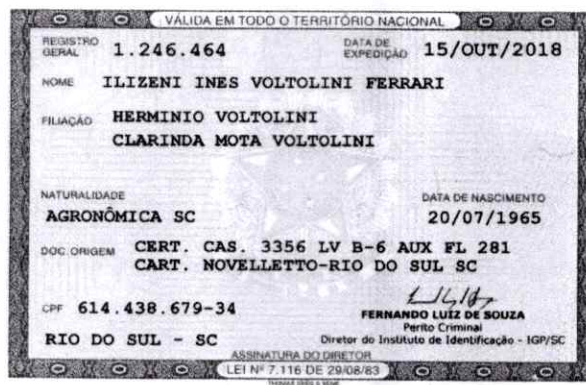 VÁLIDA EM TODO O TERRITÓRIO NACIONAL
REGISTRO GERAL 1.246.464 DATA DE EXPEDIÇÃO 15/OUT/2018
NOME ILIZENI INES VOLTOLINI FERRARI
FILIAÇÃO HERMINIO VOLTOLINI
CLARINDA MOTA VOLTOLINI
NATURALIDADE DATA DE NASCIMENTO
AGRONÔMICA SC 20/07/1965
DOC. ORIGEM CERT. CAS. 3356 LV B-6 AUX FL 281
CART. NOVELLETTO-RIO DO SUL SC
CPF 614.438.679-34
FERNANDO LUIZ DE SOUZA
Perito Criminal
RIO DO SUL - SC Diretor do Instituto de Identificação - IGP/SC
ASSINATURA DO DIRETOR
LEI Nº 7.116 DE 29/08/83